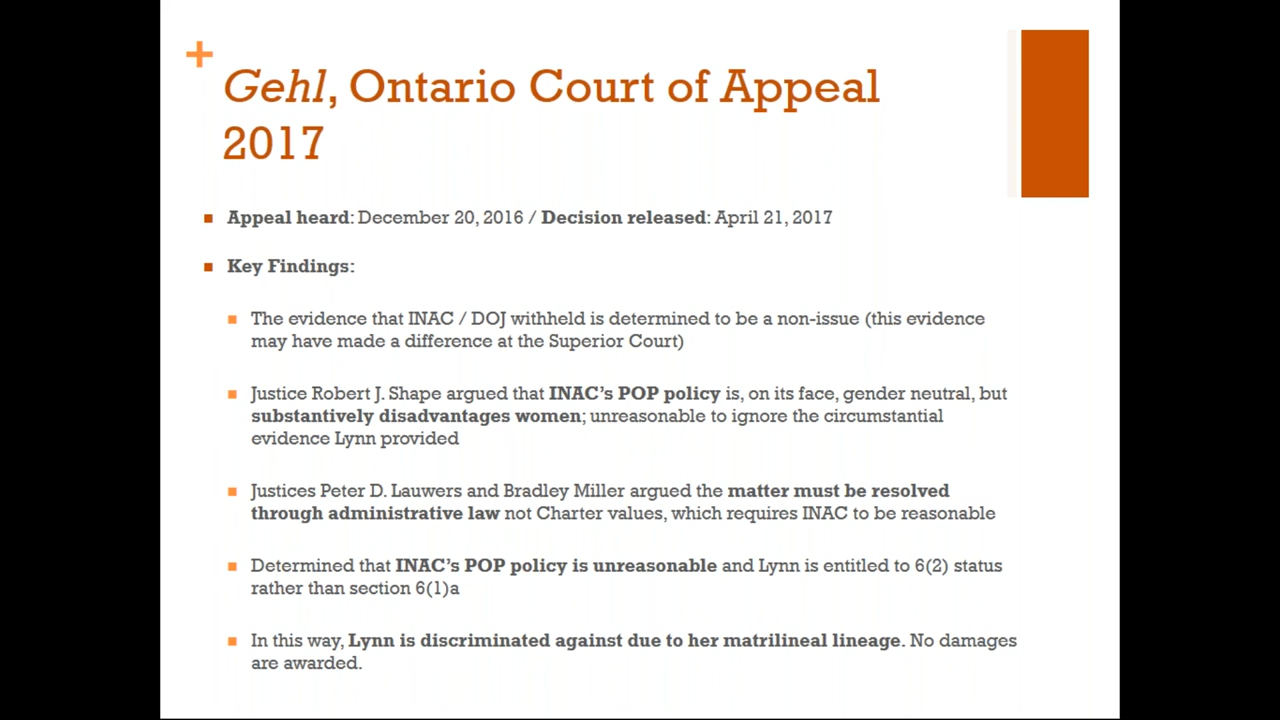 Gehl, Ontario Court of Appeal
2017
Appeal heard: December 20, 2016 / Decision released: April 21, 2017
Key Findings:
The evidence that INAC / DOJ withheld is determined to be a non-issue (this evidence
may have made a difference at the Superior Court)
Justice Robert J. Shape argued that INAC's POP policy is, on its face, gender neutral, but
substantively disadvantages women; unreasonable to ignore the circumstantial
evidence Lynn provided
Justices Peter D. Lauwers and Bradley Miller argued the matter must be resolved
through administrative law not Charter values, which requires INAC to be reasonable
Determined that INAC's POP policy is unreasonable and Lynn is entitled to 6(2) status
rather than section 6(1)a
In this way, Lynn is discriminated against due to her matrilineal lineage. No damages
are awarded.